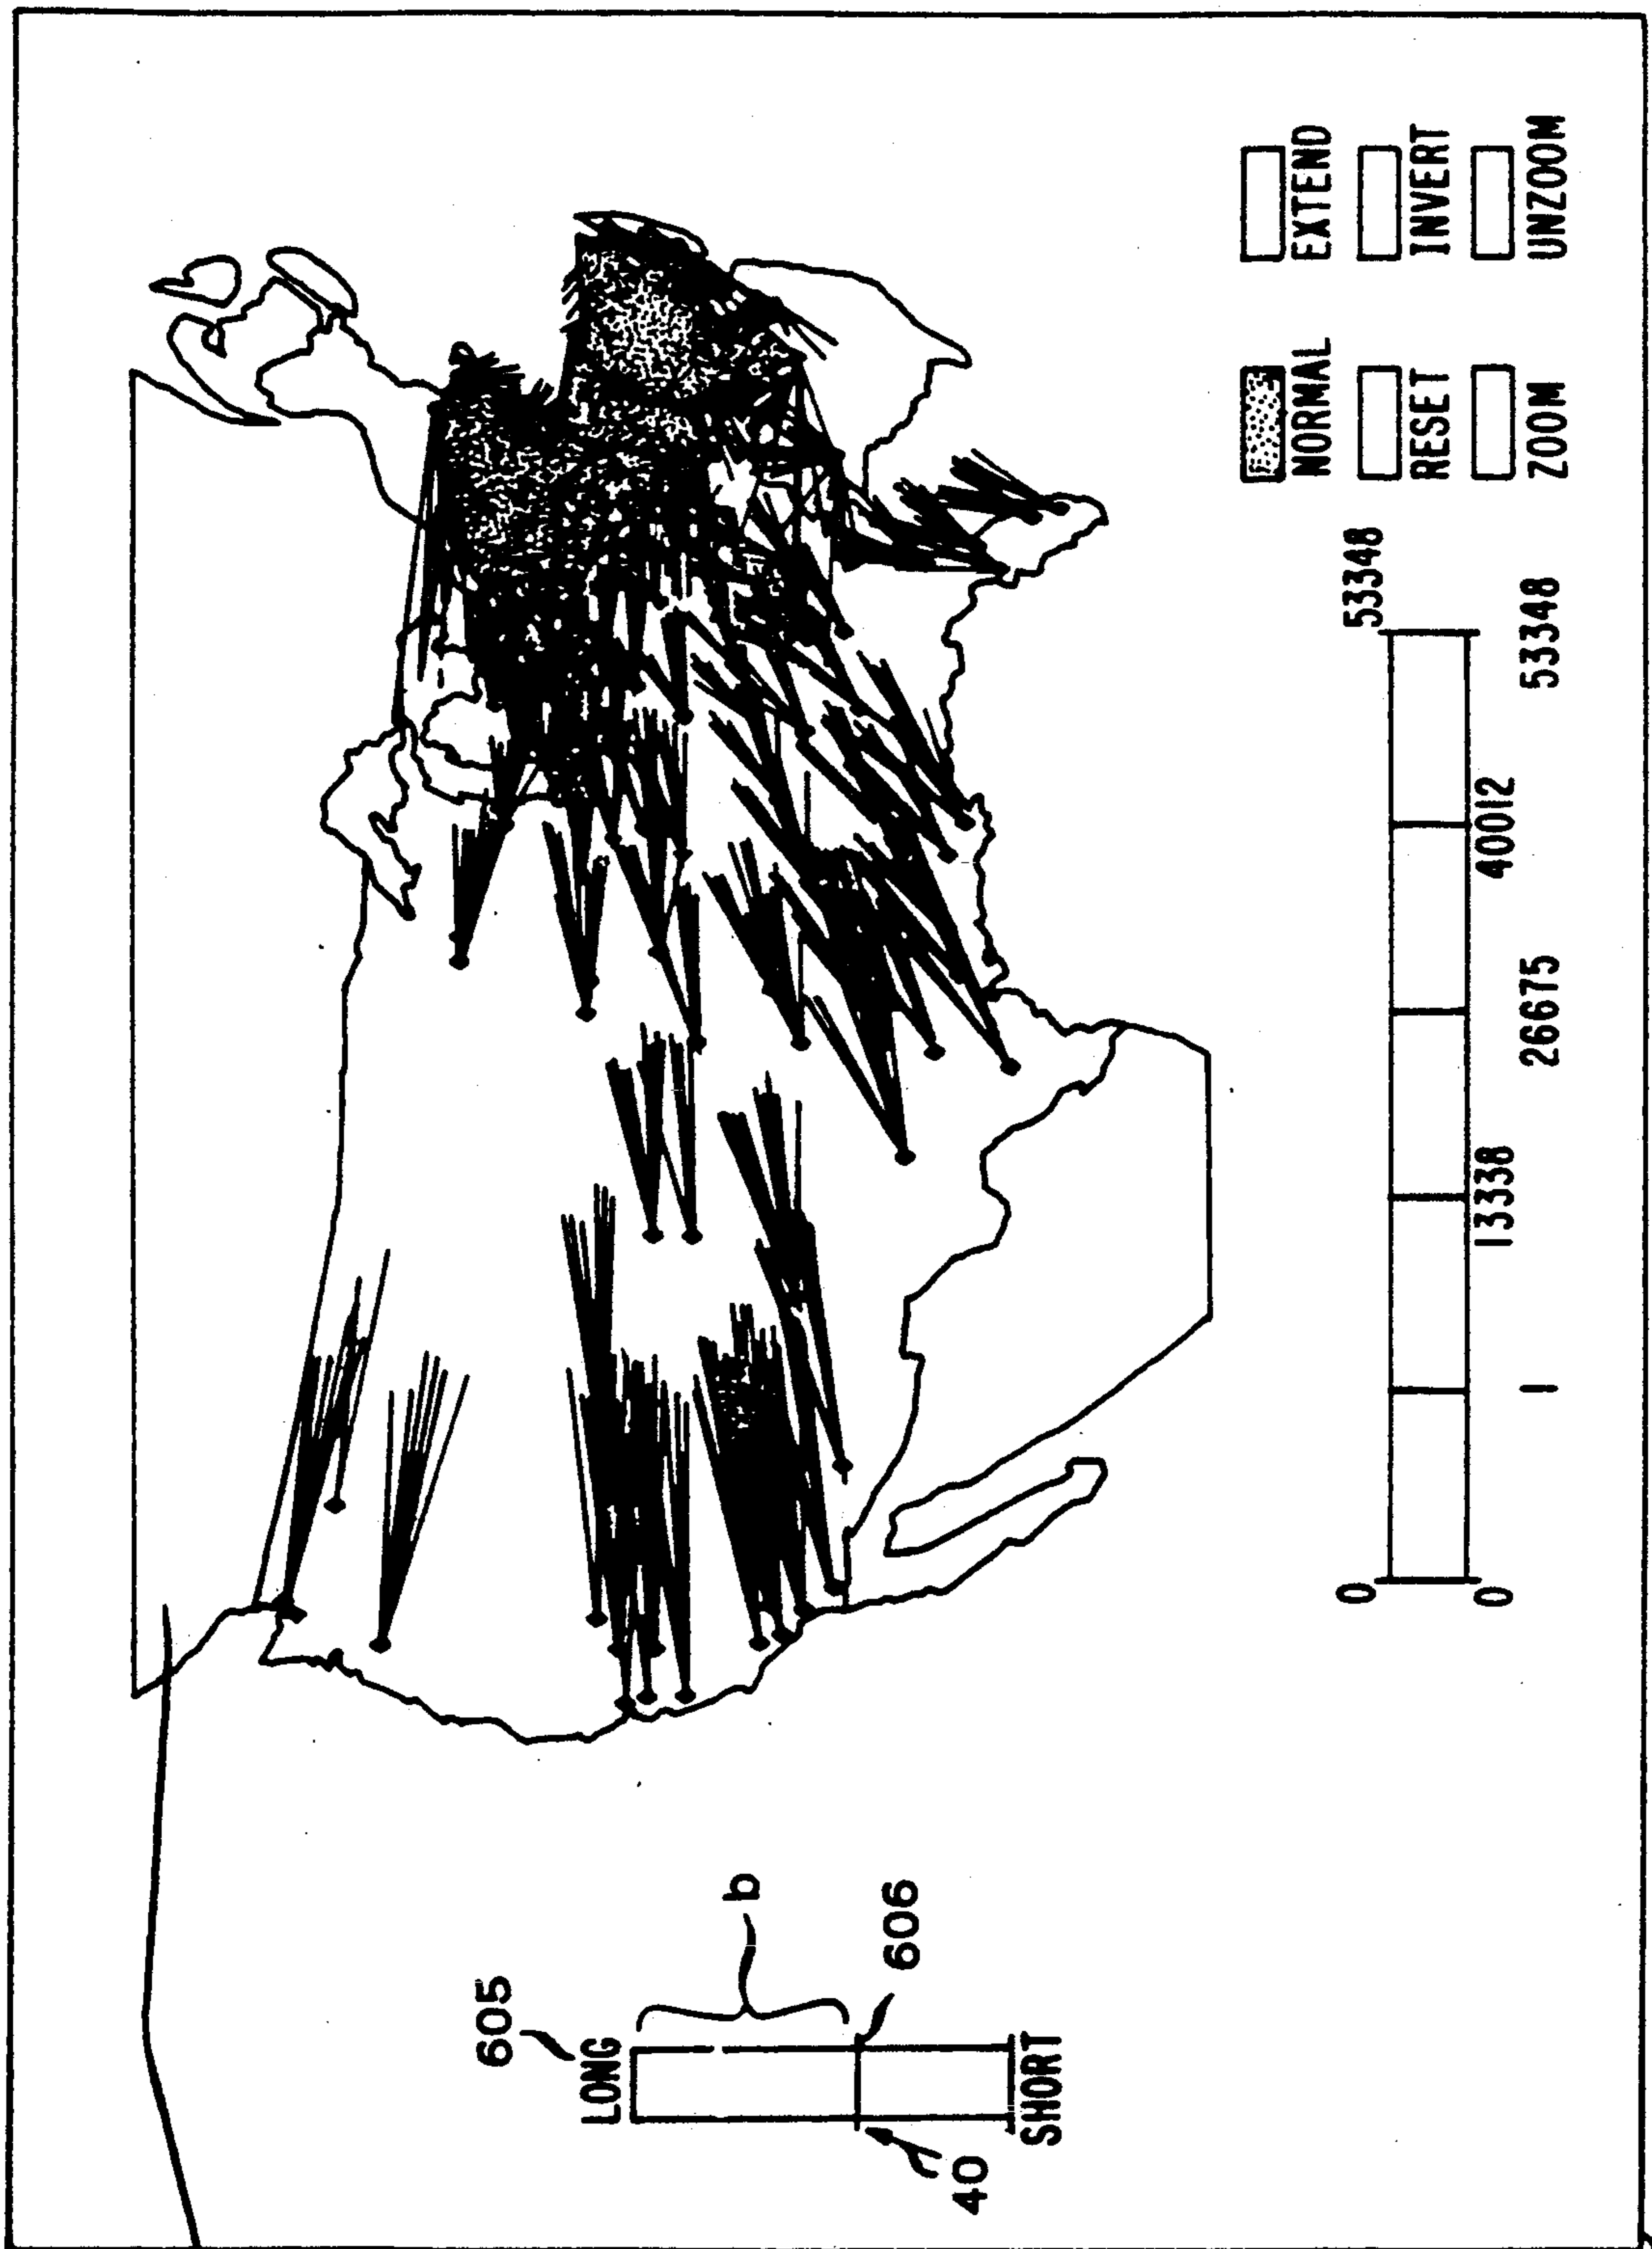 605
LONG
b
606
40
SHORT
0
53348
0
13338
40012
1
26675
53348
NORMAL
EXTEND
RESET
INVERT
ZOOM
UNZOOM